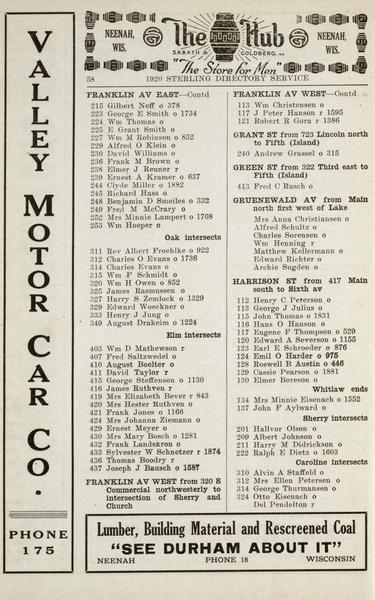 VALLEY MOTOR CAR CO.
PHONE
175
NEENAH,
WIS.
The Hub
SABATH & GOLDBERG, INC
"The Store for Men"
NEENAH,
WIS.
58
1920 STERLING DIRECTORY SERVICE
FRANKLIN AV EAST—Contd
215 Gilbert Neff o 378
223 George E Smith o 1734
224 Wm Thomas o
225 E Grant Smith o
227 Wm M Robinson o 852
229 Alfred O Klein o
230 David Williams o
236 Frank M Brown o
238 Elmer J Reuner r
239 Ernest A Kramer o 637
244 Clyde Miller o 1882
245 Richard Hass o
248 Benjamin D Smeiles o 332
249 Fred M McCrary o
252 Mrs Minnie Lampert o 1708
253 Wm Hoeper o
Oak intersects
311 Rev Albert Froehlke o 922
312 Charles O Evans o 1736
314 Charles Evans o
315 Wm F Schmidt o
320 Wm H Owen o 852
325 James Rasmussen o
327 Harry S Zemlock o 1329
329 Edward Woeckner o
333 Henry J Jung o
349 August Drakeim o 1224
Elm intersects
403 Wm D Mathewson r
407 Fred Saltzwedel o
410 August Boelter o
411 David Taylor r
415 George Steffenson o 1130
416 James Ruthven r
419 Mrs Elizabeth Bever r 843
420 Mrs Hester Ruthven o
421 Frank Jones o 1166
424 Mrs Johanna Ziemann o
429 Ernest Meyer o
430 Mrs Mary Bosch o 1281
432 Frank Landskron o
433 Sylvester W Schnetzer r 1874
436 Thomas Boodry r
437 Joseph J Bausch o 1587
FRANKLIN AV WEST from 320 S
Commercial northwesterly to
intersection of Sherry and
Church
FRANKLIN AV WEST—Contd
113 Wm Christensen o
117 J Peter Hansen r 1595
121 Robert R Gora r 1386
GRANT ST from 723 Lincoln north
to Fifth (Island)
240 Andrew Grassel o 315
GREEN ST from 322 Third east to
Fifth (Island)
413 Fred C Rusch o
GRUENEWALD AV from Main
north first west of Lake
Mrs Anna Christiansen o
Alfred Schultz o
Charles Sorensen o
Wm Henning r
Matthew Kellermann o
Edward Richter o
Archie Sugden o
HARRISON ST from 417 Main
south to Sixth av
112 Henry C Peterson o
113 George J Julius o
115 John Thomas o 1831
116 Hans O Hanson o
117 Eugene F Thompson o 529
120 Edward A Severson o 1155
123 Earl E Schroeder o 876
124 Emil O Harder o 975
128 Roswell B Austin o 446
129 Cassie Pearson o 1881
130 Elmer Boreson o
Whitlaw ends
134 Mrs Minnie Eisenach o 1552
137 John F Aylward o
Sherry intersects
201 Hallvor Olson o
209 Albert Johnson o
211 Harry M Didrickson o
222 Ralph E Dietz o 1603
Caroline intersects
310 Alvin A Staffeld o
312 Mrs Ellen Petersen o
314 George Thurmansen o
324 Otto Eisenach o
Del Pendelton r
Lumber, Building Material and Rescreened Coal
"SEE DURHAM ABOUT IT"
NEENAH PHONE 18 WISCONSIN